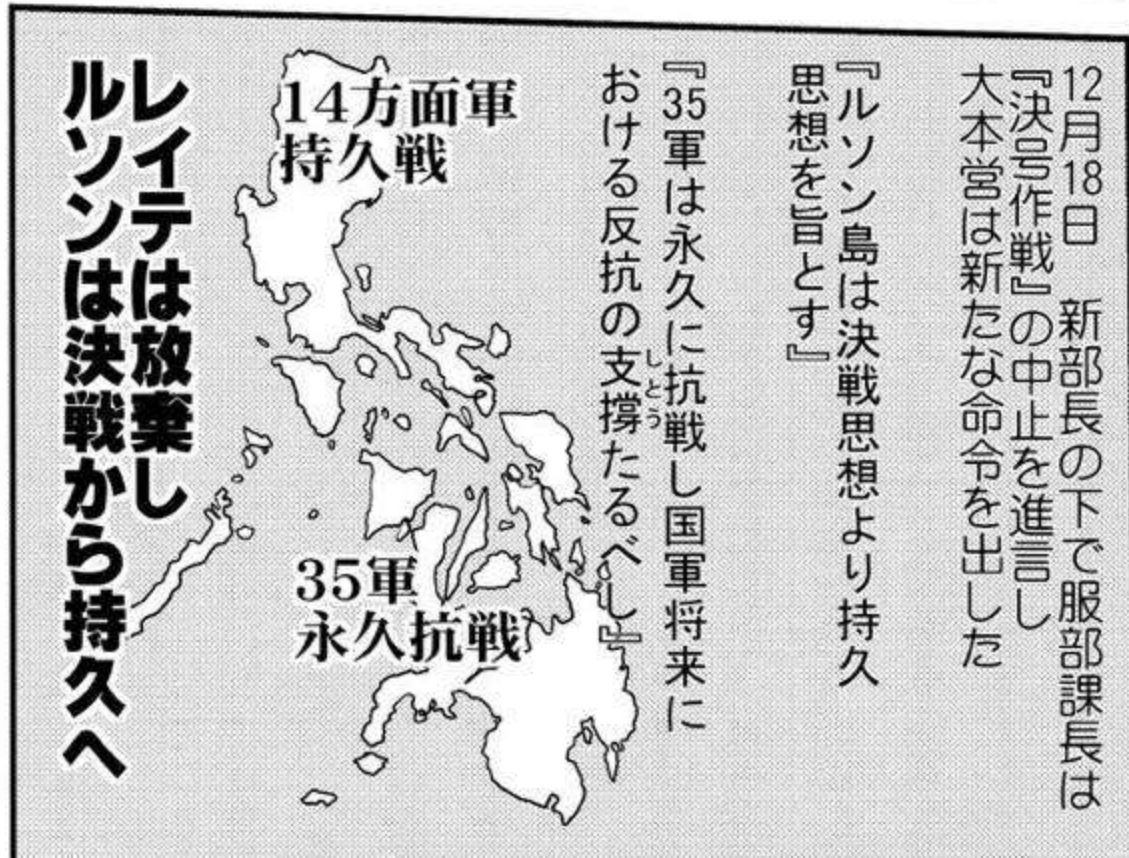 12月18日　新部長の下で服部課長は
『決号作戦』の中止を進言し
大本営は新たな命令を出した
『ルソン島は決戦思想より持久
思想を旨とす』
『35軍は永久に抗戦し国軍将来に
おける反抗の支撐たるべし』
しとう
14方面軍
持久戦
35軍
永久抗戦
レイテは放棄し
ルソンは決戦から持久へ